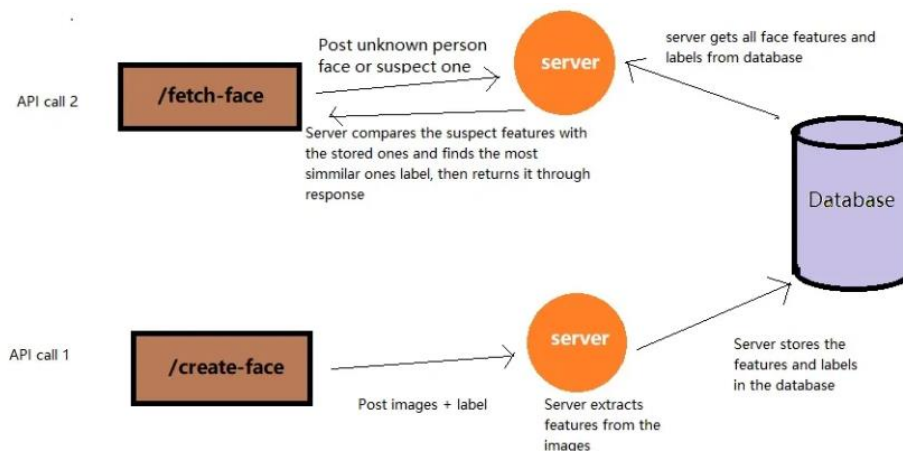 Post unknown person
face or suspect one
server
server gets all face features and
labels from database
API call 2
/fetch-face
Server compares the suspect features with
the stored ones and finds the most
simmilar ones label, then returns it through
response
Database
API call 1
/create-face
server
Post images + label
Server extracts
features from the
images
Server stores the
features and labels
in the database